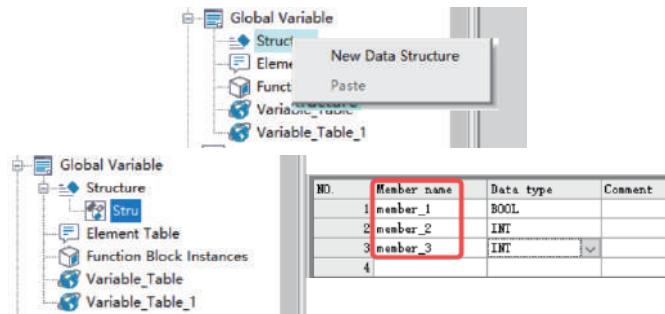 Global Variable
Struc
New Data Structure
Eleme
Funct
Paste
Variable_Table
Variable_Table_1
Global Variable
Structure
Stru
Element Table
Function Block Instances
Variable_Table
Variable_Table_1
NO. Member name Data type Comment
1 member_1 BOOL
2 member_2 INT
3 member_3 INT
4